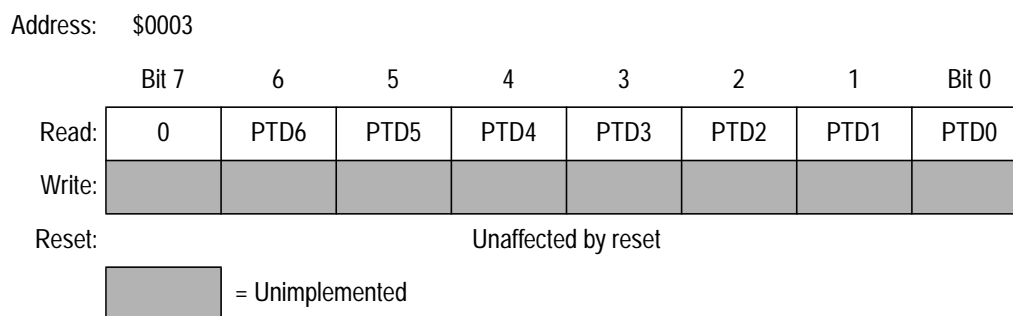 Address: $0003
Bit 7 6 5 4 3 2 1 Bit 0
Read: 0 PTD6 PTD5 PTD4 PTD3 PTD2 PTD1 PTD0
Write:
Reset: Unaffected by reset
= Unimplemented